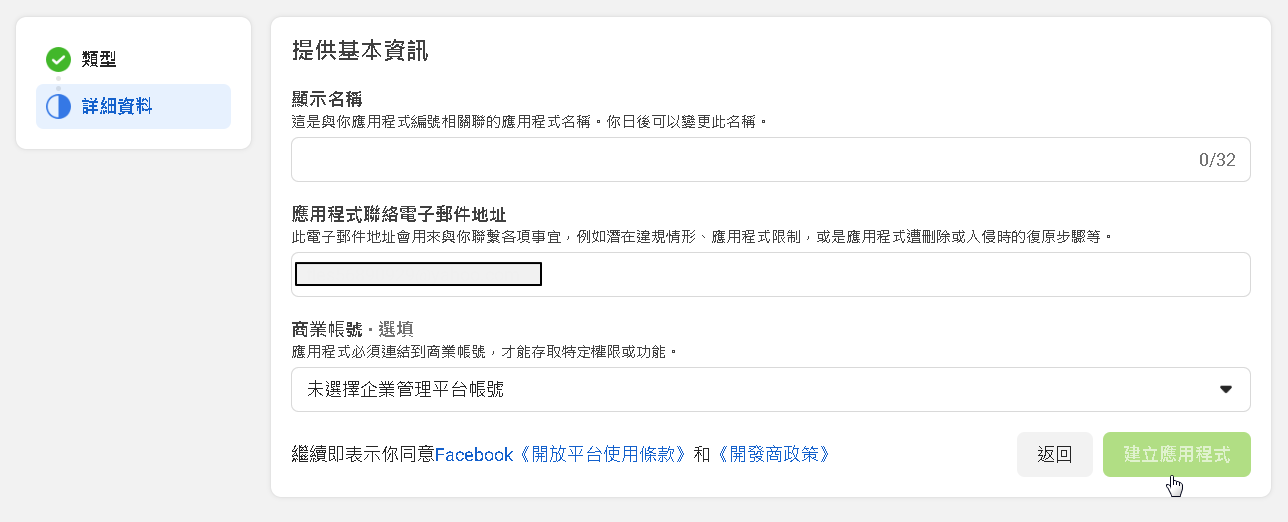 類型
詳細資料
提供基本資訊
顯示名稱
這是與你應用程式編號相關聯的應用程式名稱。你日後可以變更此名稱。
0/32
應用程式聯絡電子郵件地址
此電子郵件地址會用來與你聯繫各項事宜，例如潛在違規情形、應用程式限制，或是應用程式遭刪除或入侵時的復原步驟等。
商業帳號 · 選填
應用程式必須連結到商業帳號，才能存取特定權限或功能。
未選擇企業管理平台帳號
繼續即表示你同意Facebook《開放平台使用條款》和《開發商政策》
返回
建立應用程式